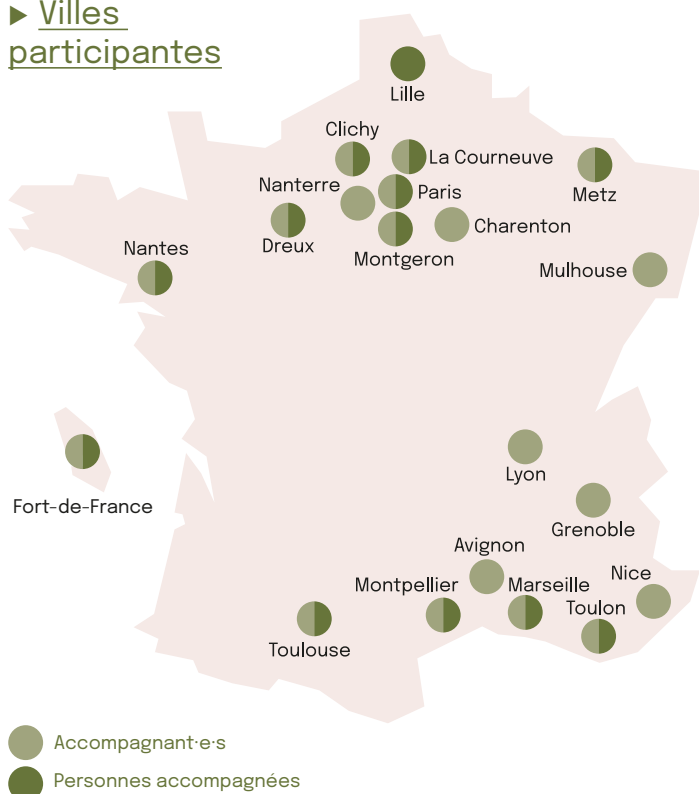 ▶ Villes
participantes
Lille
Clichy
La Courneuve
Nanterre
Paris
Metz
Dreux
Charenton
Montgeron
Nantes
Mulhouse
Fort-de-France
Lyon
Grenoble
Avignon
Montpellier
Marseille
Nice
Toulon
Toulouse
Accompagnant·e·s
Personnes accompagnées